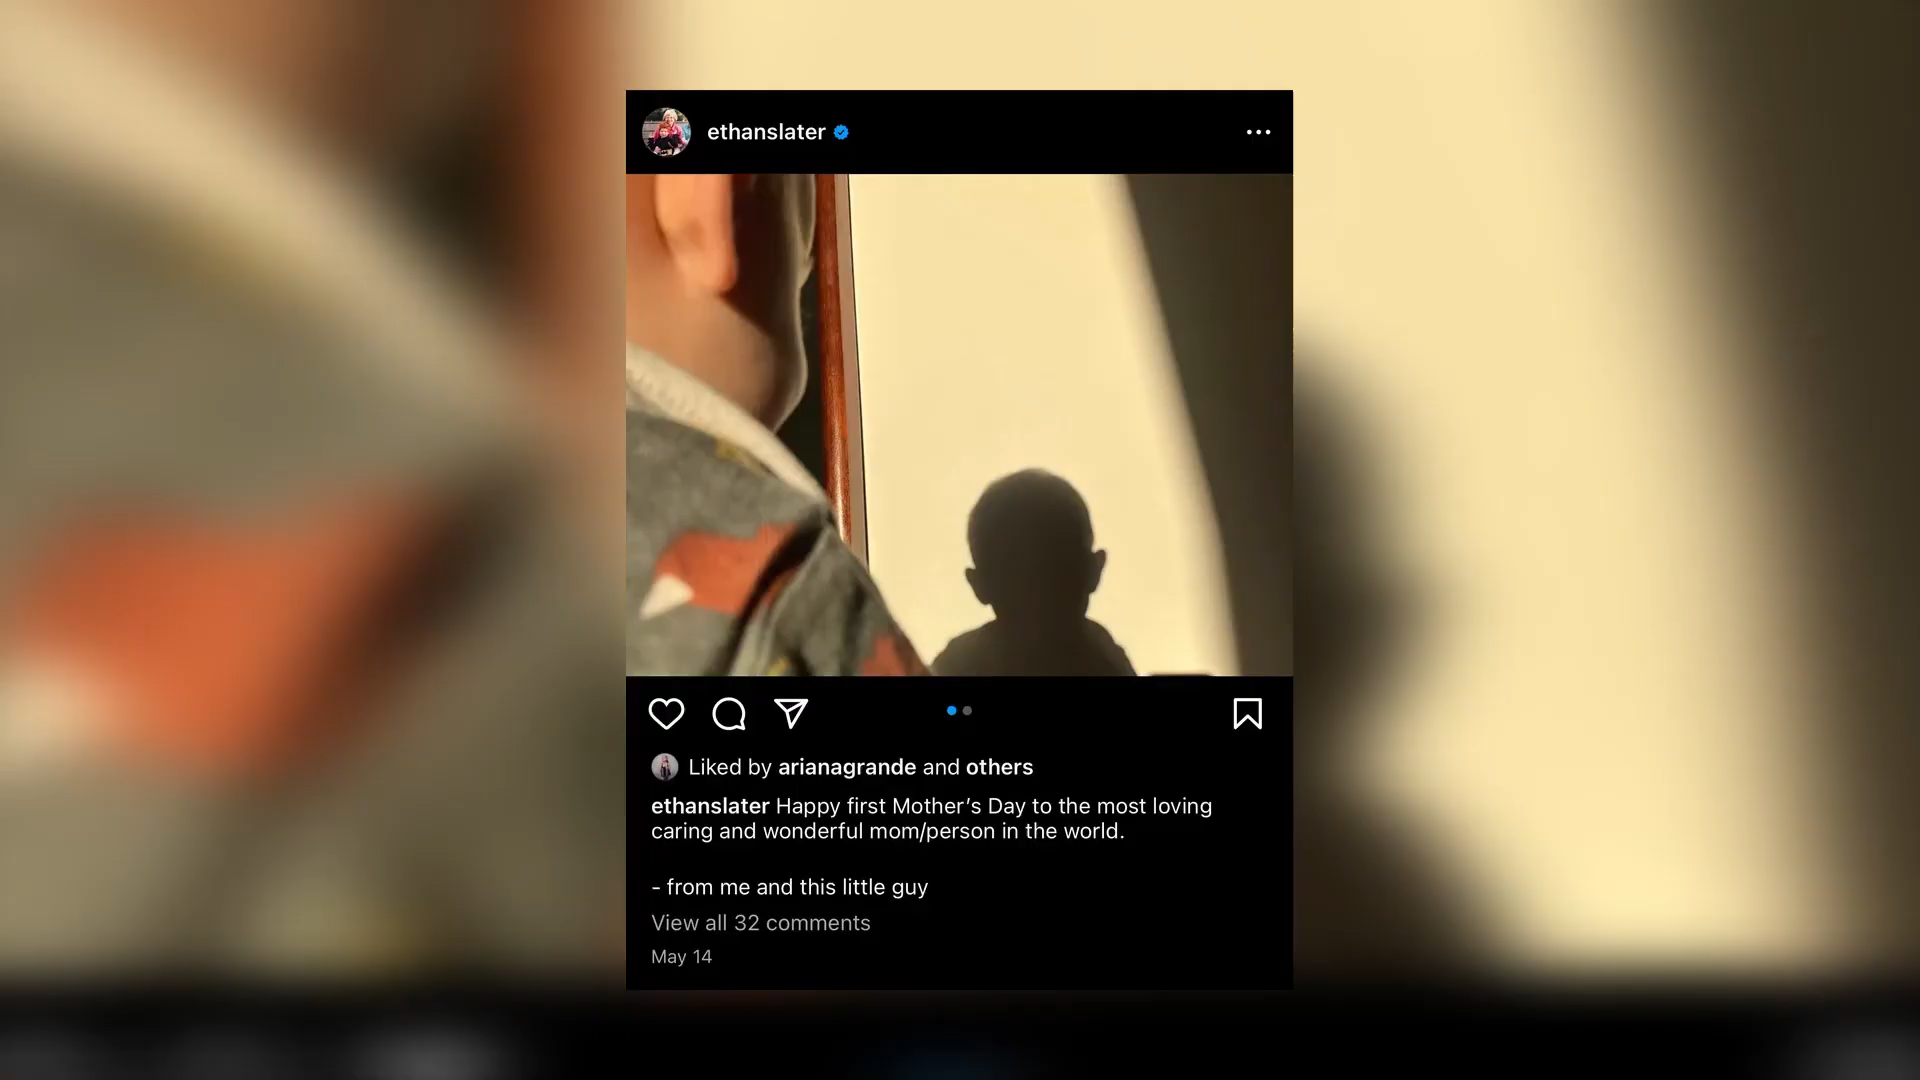 ethanslater
Liked by arianagrande and others
ethanslater Happy first Mother’s Day to the most loving
caring and wonderful mom/person in the world.
- from me and this little guy
View all 32 comments
May 14